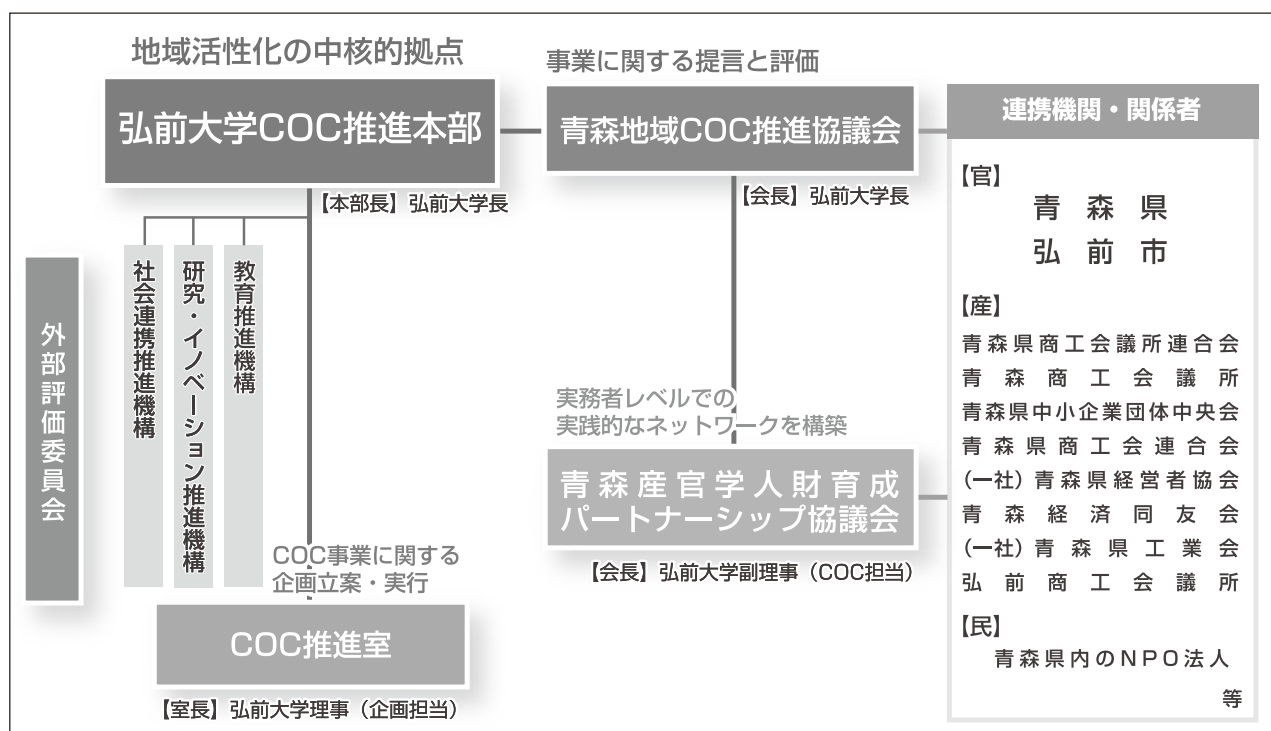 地域活性化の中核的拠点
弘前大学COC推進本部
【本部長】弘前大学長
事業に関する提言と評価
青森地域COC推進協議会
【会長】弘前大学長
外部評価委員会
社会連携推進機構
研究・イノベーション推進機構
教育推進機構
COC事業に関する
企画立案・実行
COC推進室
【室長】弘前大学理事（企画担当）
実務者レベルでの
実践的なネットワークを構築
青森産官学人財育成
パートナーシップ協議会
【会長】弘前大学副理事（COC担当）
連携機関・関係者
【官】
青森県
弘前市
【産】
青森県商工会議所連合会
青森商工会議所
青森県中小企業団体中央会
青森県商工会連合会
(一社)青森県経営者協会
青森経済同友会
(一社)青森県工業会
弘前商工会議所
【民】
青森県内のNPO法人
等